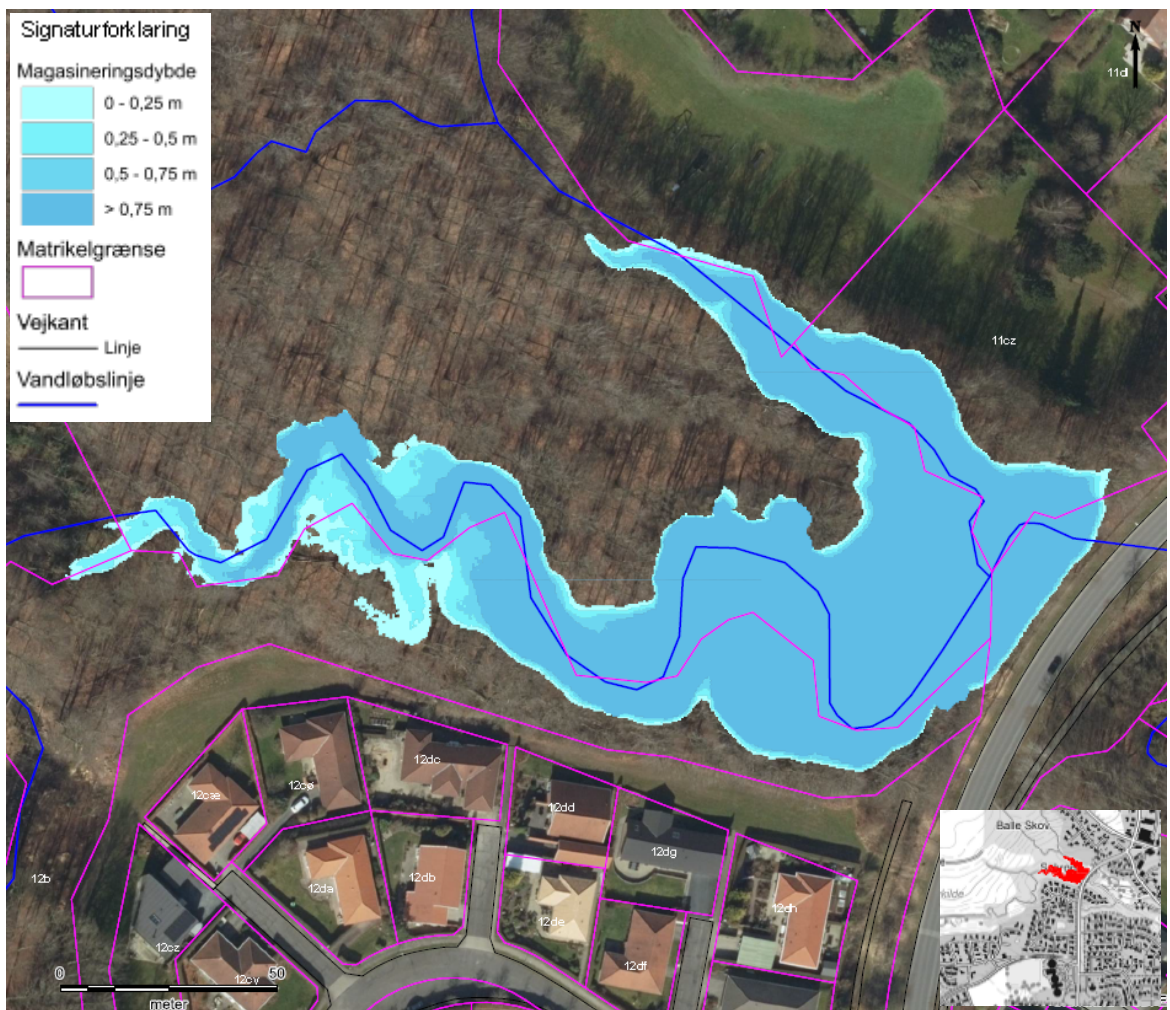 Signaturforklaring
Magasineringsdybde
0 - 0,25 m
0,25 - 0,5 m
0,5 - 0,75 m
> 0,75 m
Matrikelgrænse
Vejkant
Linje
Vandløbslinje
N
11cz
12dc
12cø
12cæ
12dd
12dg
12b
12da
12db
12de
12dh
12cz
12df
12cy
0
50
meter
Balle Skov